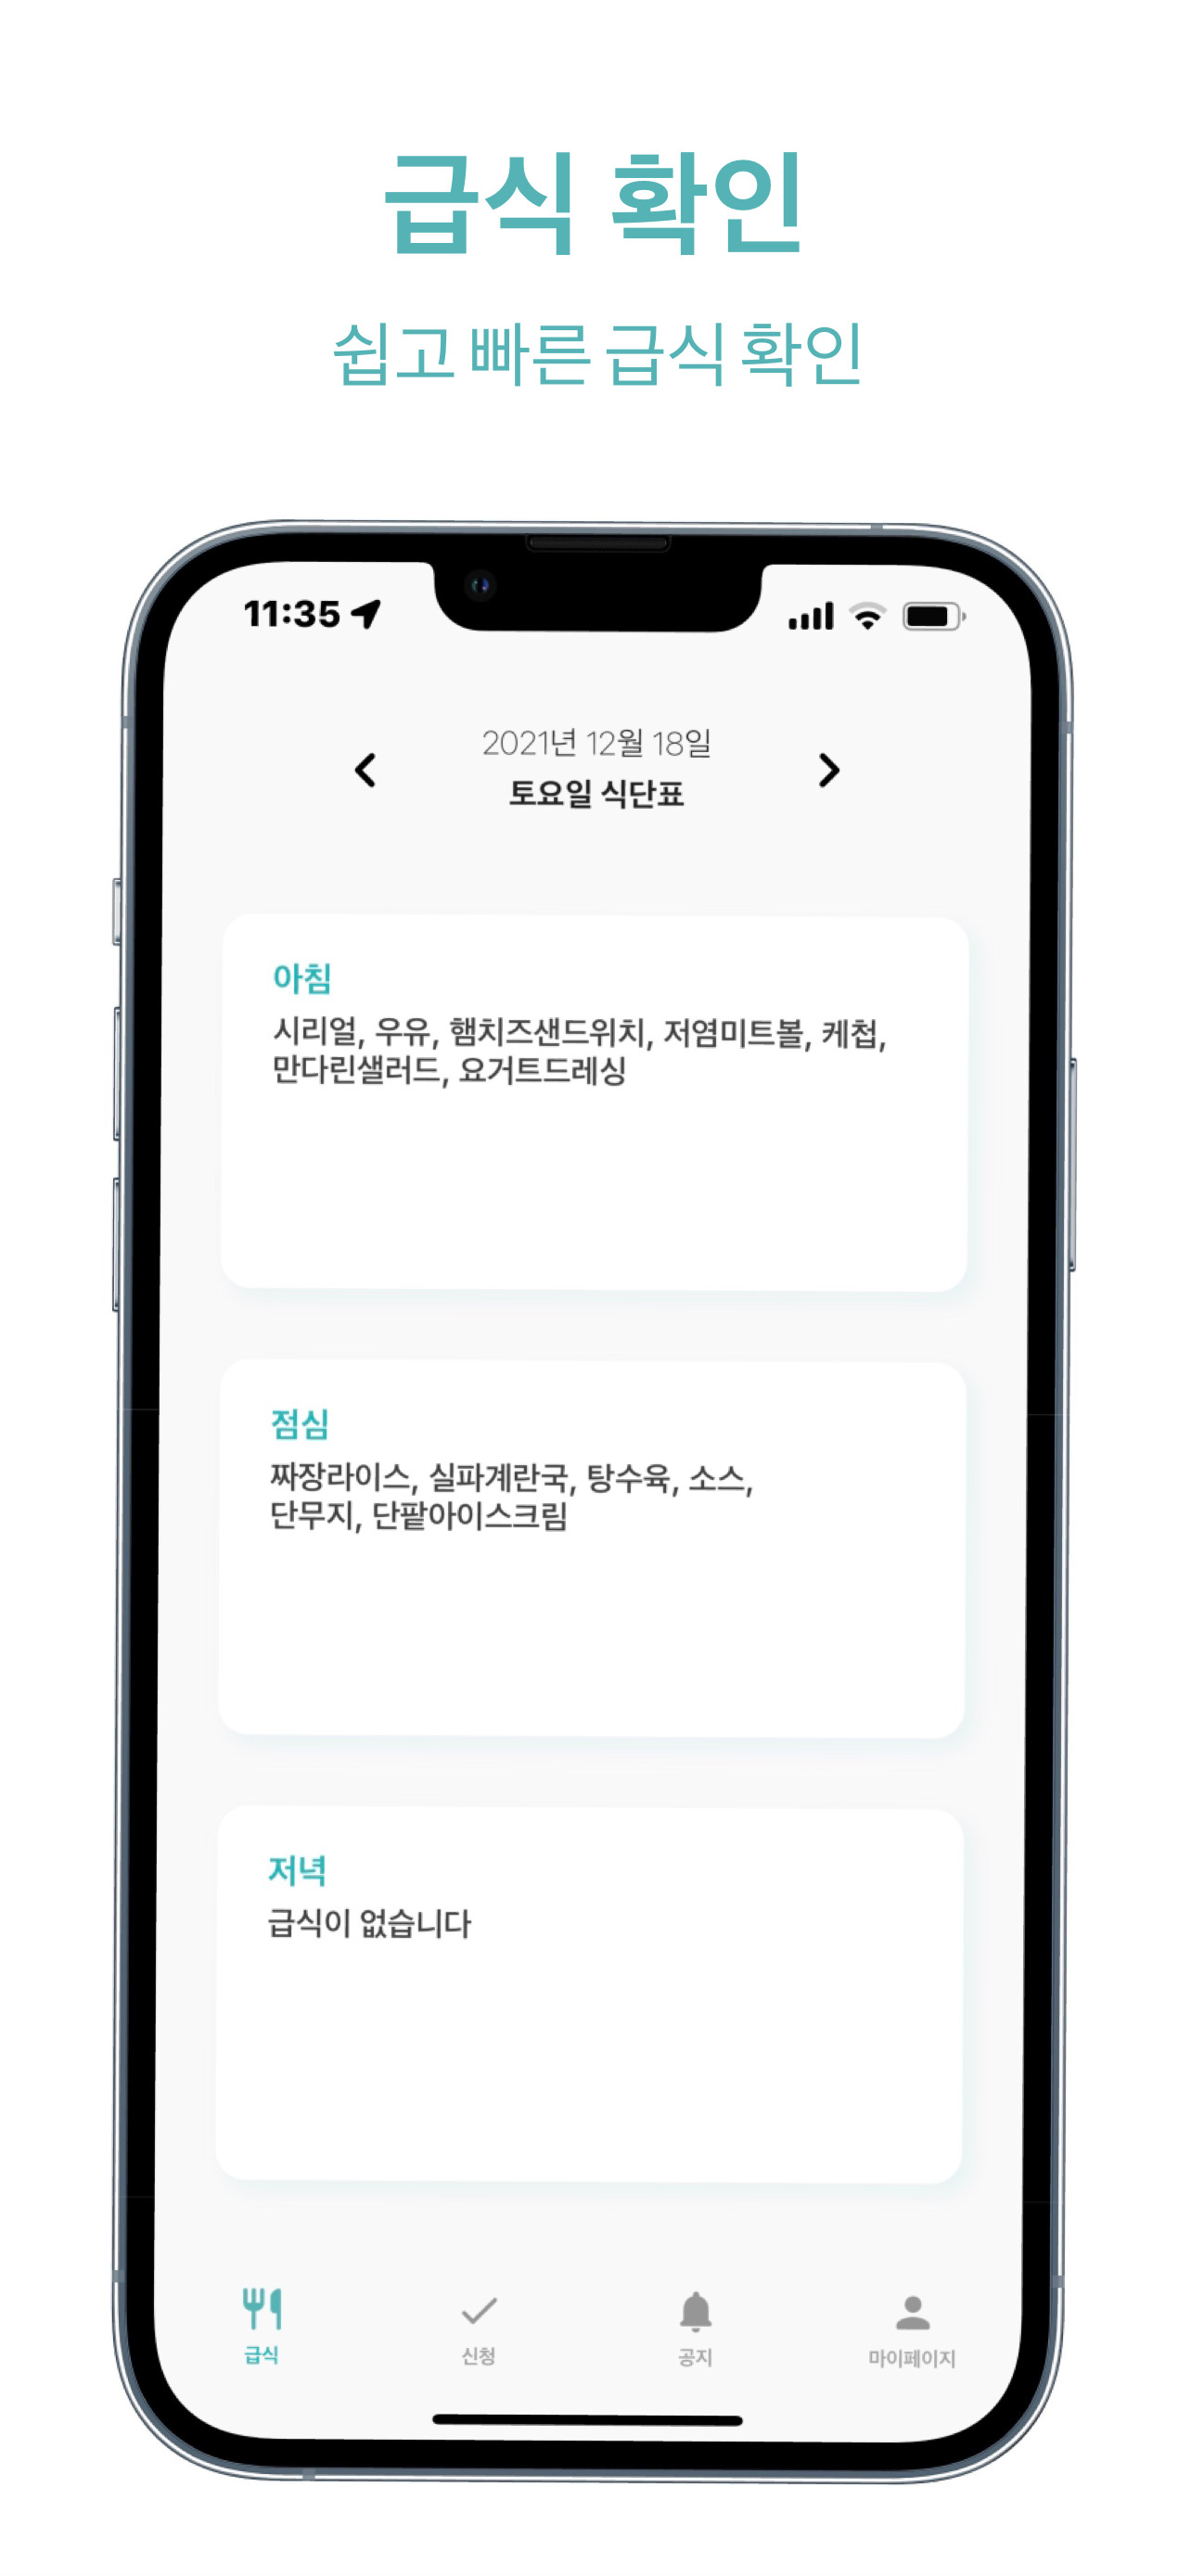 급식 확인
쉽고 빠른 급식 확인
11:35
2021년 12월 18일
토요일 식단표
아침
시리얼, 우유, 햄치즈샌드위치, 저염미트볼, 케첩,
만다린샐러드, 요거트드레싱
점심
짜장라이스, 실파계란국, 탕수육, 소스,
단무지, 단팥아이스크림
저녁
급식이 없습니다
급식
신청
공지
마이페이지